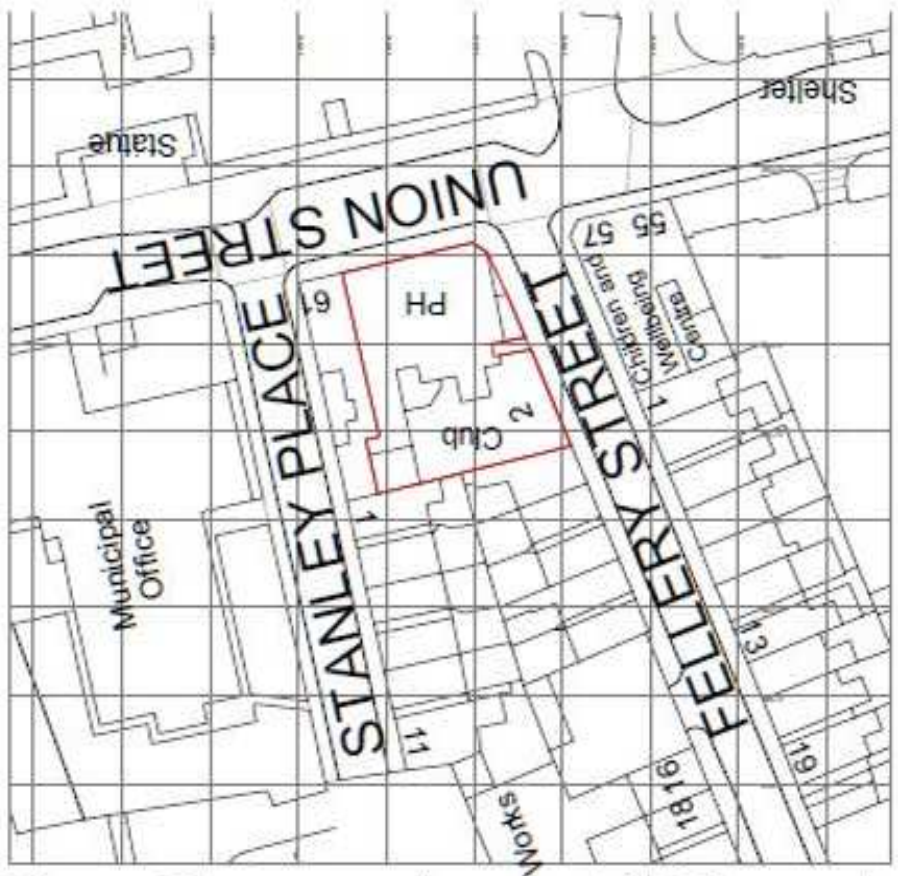 Shelter
Statue
UNION STREET
57
55
Children and
Wellbeing
Centre
61
PH
STANLEY PLACE
FELLERY STREET
1
2
Club
1
Municipal
Office
13
11
19
18 16
Works